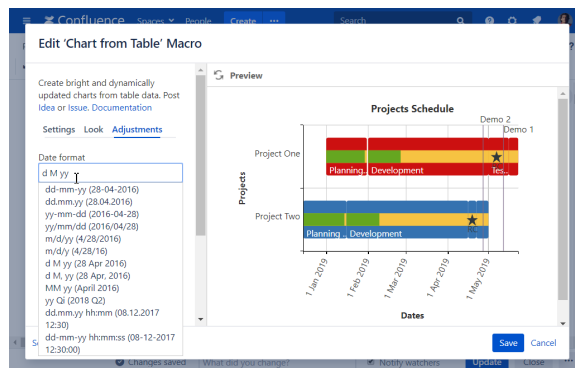 Confluence Spaces People Create ... Search
Edit ‘Chart from Table’ Macro
Create bright and dynamically
updated charts from table data. Post
Idea or Issue. Documentation
Settings Look Adjustments
Date format
d M yy
dd-mm-yy (28-04-2016)
dd.mm.yy (28.04.2016)
yy-mm-dd (2016-04-28)
yy/mm/dd (2016/04/28)
m/d/yy (4/28/2016)
m/d/y (4/28/16)
d M yy (28 Apr 2016)
d M, yy (28 Apr, 2016)
MM yy (April 2016)
yy Qi (2018 Q2)
dd.mm.yy hh:mm (08.12.2017
12:30)
dd-mm-yy hh:mm:ss (08-12-2017
12:30:00)
Preview
Projects Schedule
Demo 2
Demo 1
Project One
Planning.. Development Tes..
Projects
Project Two
Planning .. Development
RC
1 Jan 2019
1 Feb 2019
1 Mar 2019
1 Apr 2019
1 May 2019
Dates
Save Cancel
Changes saved What did you change? Notify watchers Update Close ...